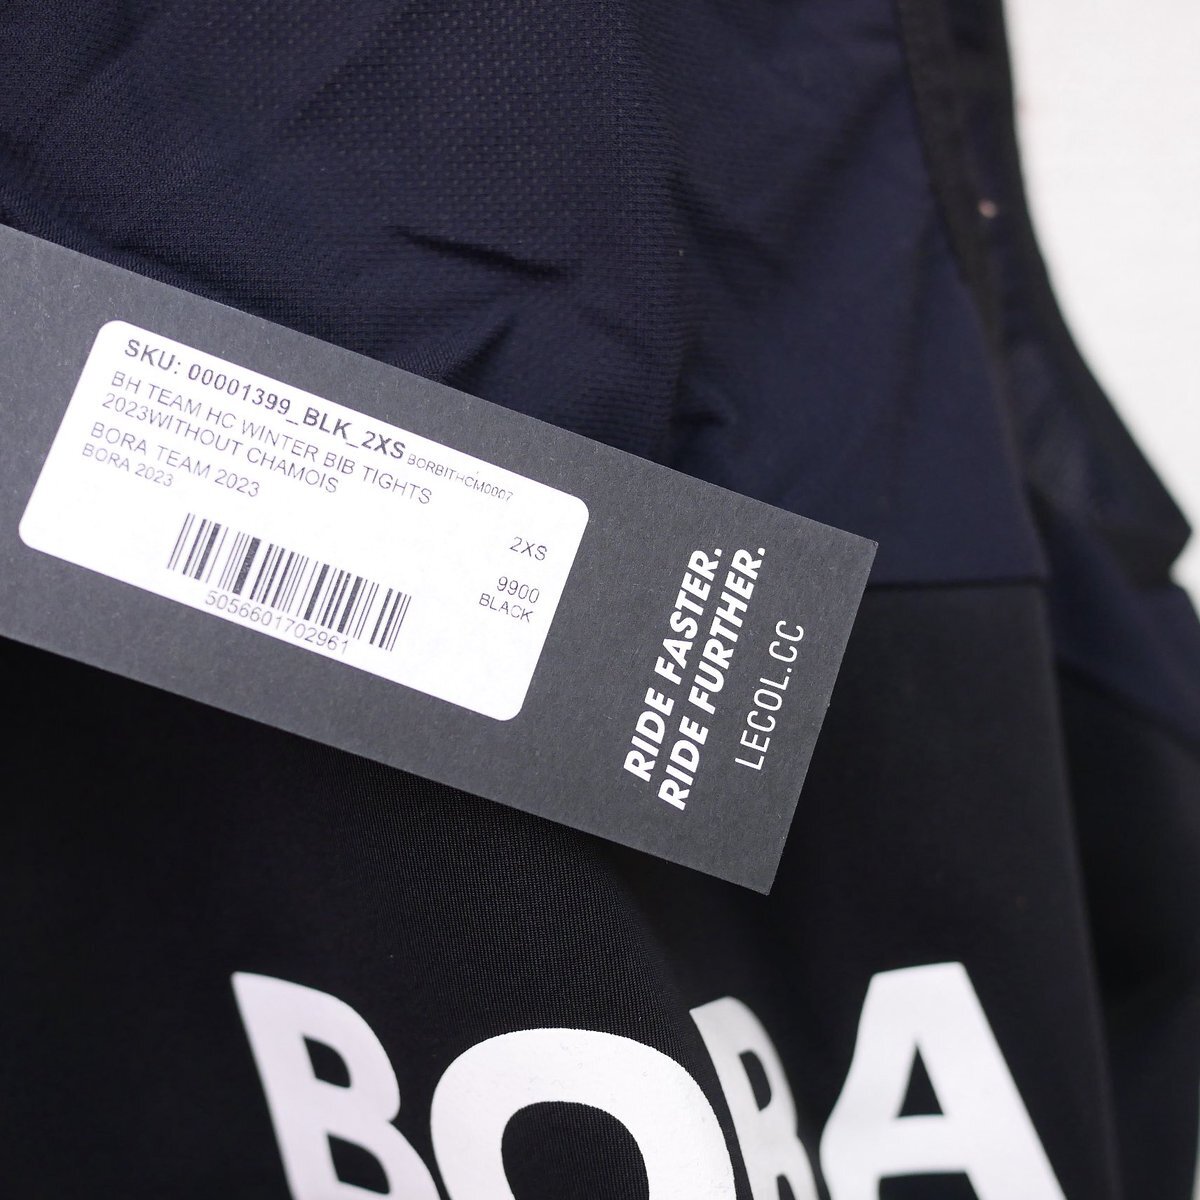 SKU: 00001399_BLK_2XS BORBITHCM0007
BH TEAM HC WINTER BIB TIGHTS
2023WITHOUT CHAMOIS
BORA TEAM 2023
BORA 2023
2XS
9900
BLACK
5056601702961
RIDE FASTER.
RIDE FURTHER.
LECOL.CC
BORA